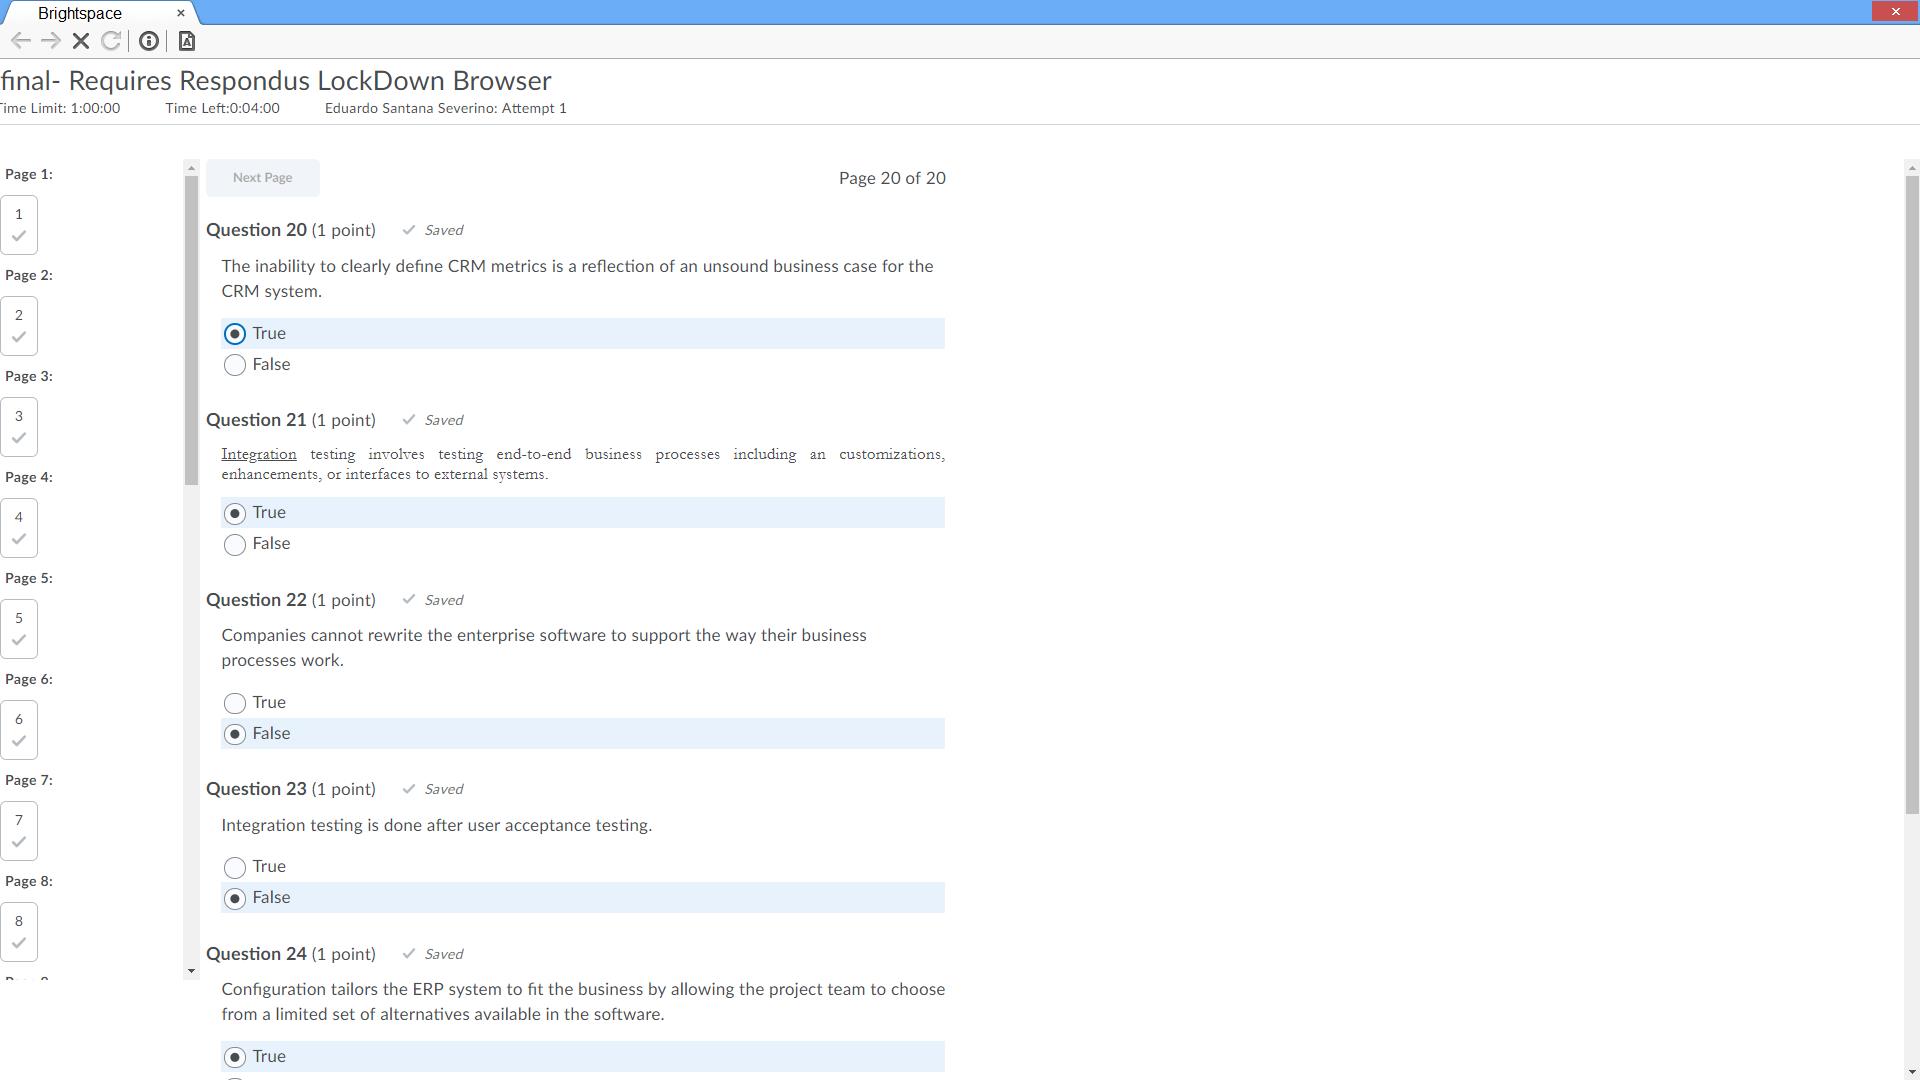 Brightspace
final- Requires Respondus LockDown Browser
Time Limit: 1:00:00 Time Left:0:04:00 Eduardo Santana Severino: Attempt 1
Page 1:
1
Page 2:
2
Page 3:
3
Page 4:
4
Page 5:
5
Page 6:
6
Page 7:
7
Page 8:
8
Next Page
Page 20 of 20
Question 20 (1 point) Saved
The inability to clearly define CRM metrics is a reflection of an unsound business case for the
CRM system.
True
False
Question 21 (1 point) Saved
Integration testing involves testing end-to-end business processes including an customizations,
enhancements, or interfaces to external systems.
True
False
Question 22 (1 point) Saved
Companies cannot rewrite the enterprise software to support the way their business
processes work.
True
False
Question 23 (1 point) Saved
Integration testing is done after user acceptance testing.
True
False
Question 24 (1 point) Saved
Configuration tailors the ERP system to fit the business by allowing the project team to choose
from a limited set of alternatives available in the software.
True